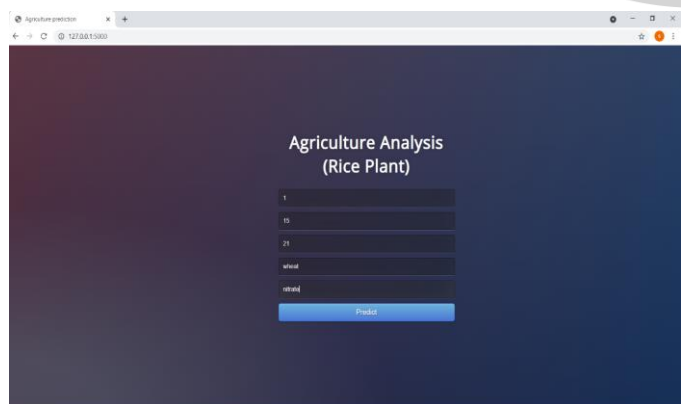 Agriculture prediction
127.0.0.1:5000
Agriculture Analysis
(Rice Plant)
1
15
21
wheat
nitrate
Predict